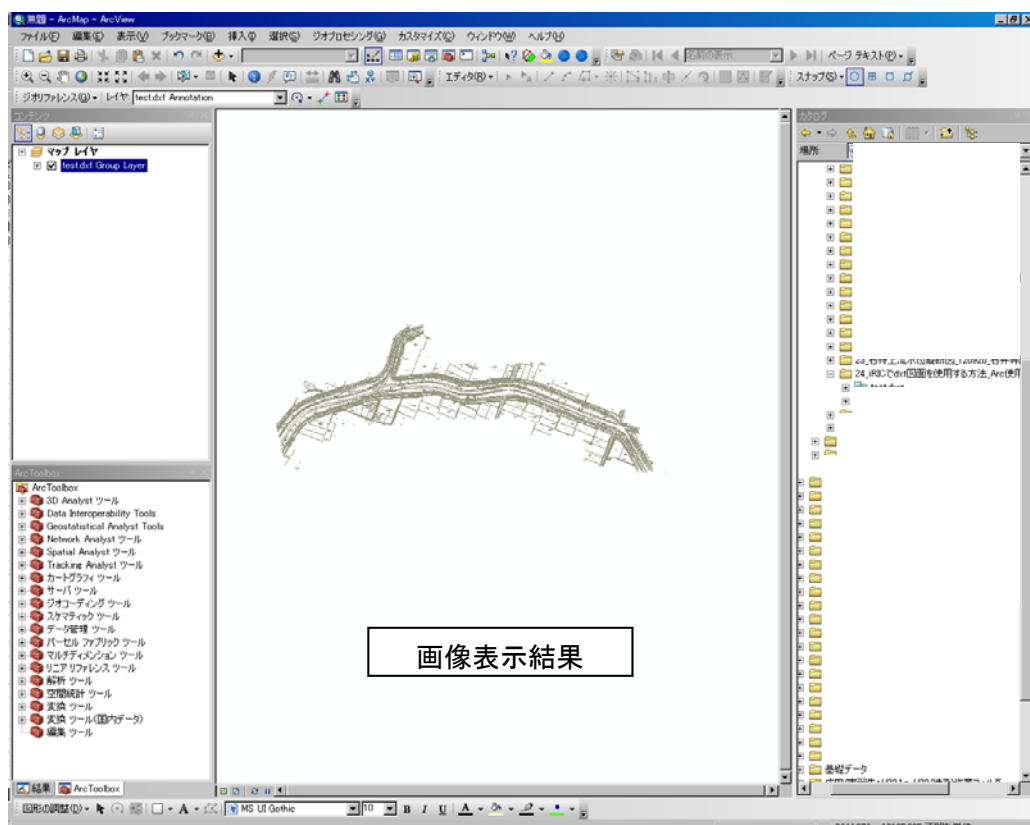 無題 - ArcMap - ArcView
ファイル(F) 編集(E) 表示(V) ブックマーク(B) 挿入(I) 選択(S) ジオプロセシング(G) カスタマイズ(C) ウィンドウ(W) ヘルプ(H)
名前の表示 ページ テキスト(P)
エディタ(R) スナップ(S)
ジオリファレンス(G) レイヤ: test.dxf Annotation
コンテンツ
マップ レイヤ
test.dxf Group Layer
ArcToolbox
ArcToolbox
3D Analyst ツール
Data Interoperability Tools
Geostatistical Analyst Tools
Network Analyst ツール
Spatial Analyst ツール
Tracking Analyst ツール
カートグラフィ ツール
サーバ ツール
ジオコーディング ツール
スケマティック ツール
データ管理 ツール
パーセル ファブリック ツール
マルチディメンション ツール
リニア リファレンス ツール
解析 ツール
空間統計 ツール
変換 ツール
変換 ツール(国内データ)
編集 ツール
結果 ArcToolbox
画像表示結果
カタログ
場所:
24_iRICでdxf図面を使用する方法_Arc使用
基礎データ
図形の調整(D) A MS UI Gothic 10 B I U A